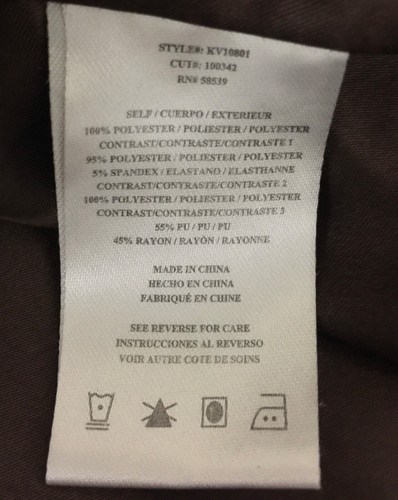 STYLE#: KV10801
CUT#: 100342
RN# 58539
SELF / CUERPO / EXTERIEUR
100% POLYESTER / POLIESTER / POLYESTER
CONTRAST/CONTRASTE/CONTRASTE 1
95% POLYESTER / POLIESTER / POLYESTER
5% SPANDEX / ELASTANO / ELASTHANNE
CONTRAST/CONTRASTE/CONTRASTE 2
100% POLYESTER / POLIESTER / POLYESTER
CONTRAST/CONTRASTE/CONTRASTE 3
55% PU / PU / PU
45% RAYON / RAYÓN / RAYONNE
MADE IN CHINA
HECHO EN CHINA
FABRIQUÉ EN CHINE
SEE REVERSE FOR CARE
INSTRUCCIONES AL REVERSO
VOIR AUTRE COTE DE SOINS